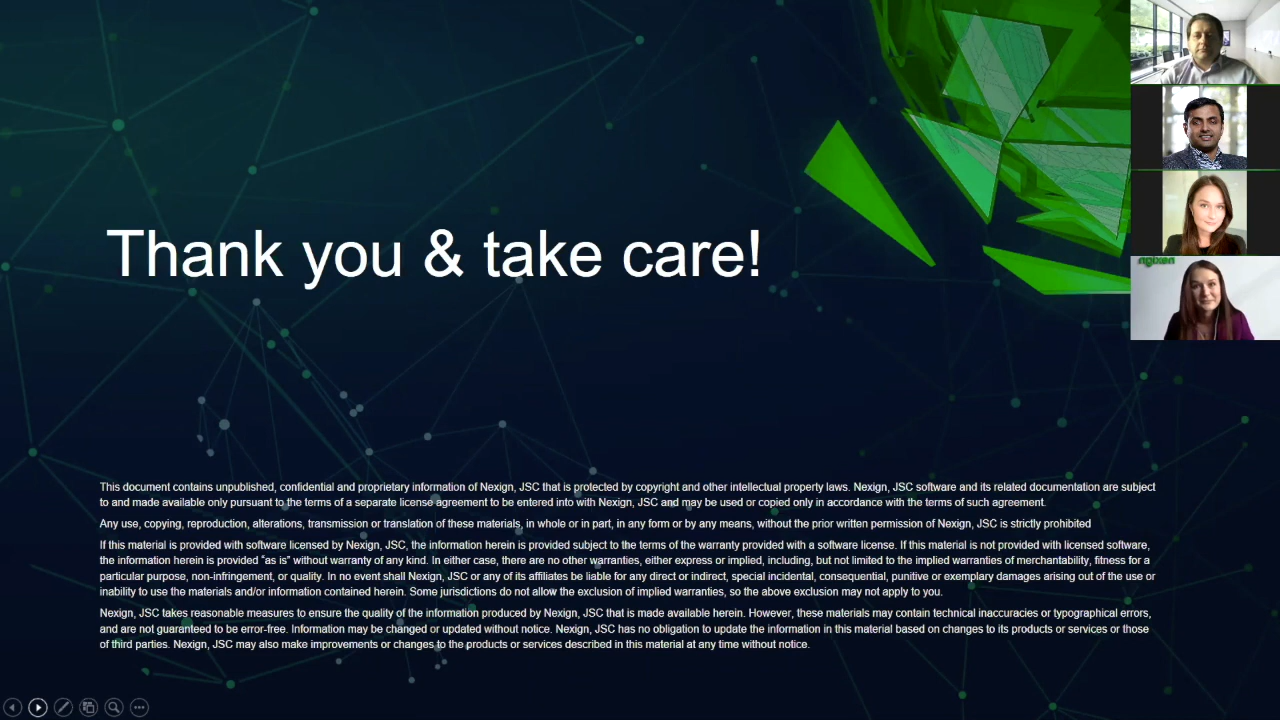 Thank you & take care!
nexign
This document contains unpublished, confidential and proprietary information of Nexign, JSC that is protected by copyright and other intellectual property laws. Nexign, JSC software and its related documentation are subject
to and made available only pursuant to the terms of a separate license agreement to be entered into with Nexign, JSC and may be used or copied only in accordance with the terms of such agreement.
Any use, copying, reproduction, alterations, transmission or translation of these materials, in whole or in part, in any form or by any means, without the prior written permission of Nexign, JSC is strictly prohibited
If this material is provided with software licensed by Nexign, JSC, the information herein is provided subject to the terms of the warranty provided with a software license. If this material is not provided with licensed software,
the information herein is provided “as is” without warranty of any kind. In either case, there are no other warranties, either express or implied, including, but not limited to the implied warranties of merchantability, fitness for a
particular purpose, non-infringement, or quality. In no event shall Nexign, JSC or any of its affiliates be liable for any direct or indirect, special incidental, consequential, punitive or exemplary damages arising out of the use or
inability to use the materials and/or information contained herein. Some jurisdictions do not allow the exclusion of implied warranties, so the above exclusion may not apply to you.
Nexign, JSC takes reasonable measures to ensure the quality of the information produced by Nexign, JSC that is made available herein. However, these materials may contain technical inaccuracies or typographical errors,
and are not guaranteed to be error-free. Information may be changed or updated without notice. Nexign, JSC has no obligation to update the information in this material based on changes to its products or services or those
of third parties. Nexign, JSC may also make improvements or changes to the products or services described in this material at any time without notice.